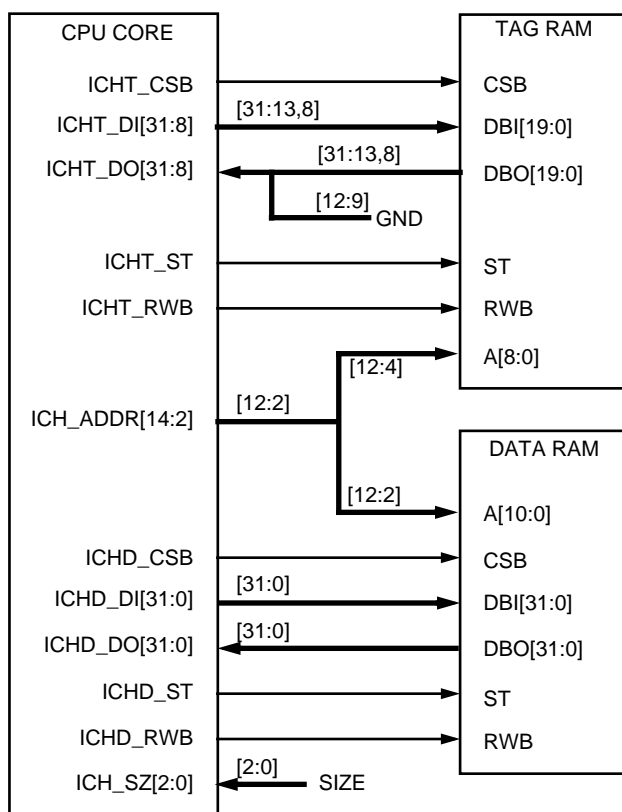 CPU CORE
TAG RAM
ICHT_CSB
CSB
ICHT_DI[31:8]
[31:13,8]
DBI[19:0]
ICHT_DO[31:8]
[31:13,8]
DBO[19:0]
[12:9]
GND
ICHT_ST
ST
ICHT_RWB
RWB
[12:4]
A[8:0]
ICH_ADDR[14:2]
[12:2]
DATA RAM
[12:2]
A[10:0]
ICHD_CSB
CSB
ICHD_DI[31:0]
[31:0]
DBI[31:0]
ICHD_DO[31:0]
[31:0]
DBO[31:0]
ICHD_ST
ST
ICHD_RWB
RWB
ICH_SZ[2:0]
[2:0]
SIZE